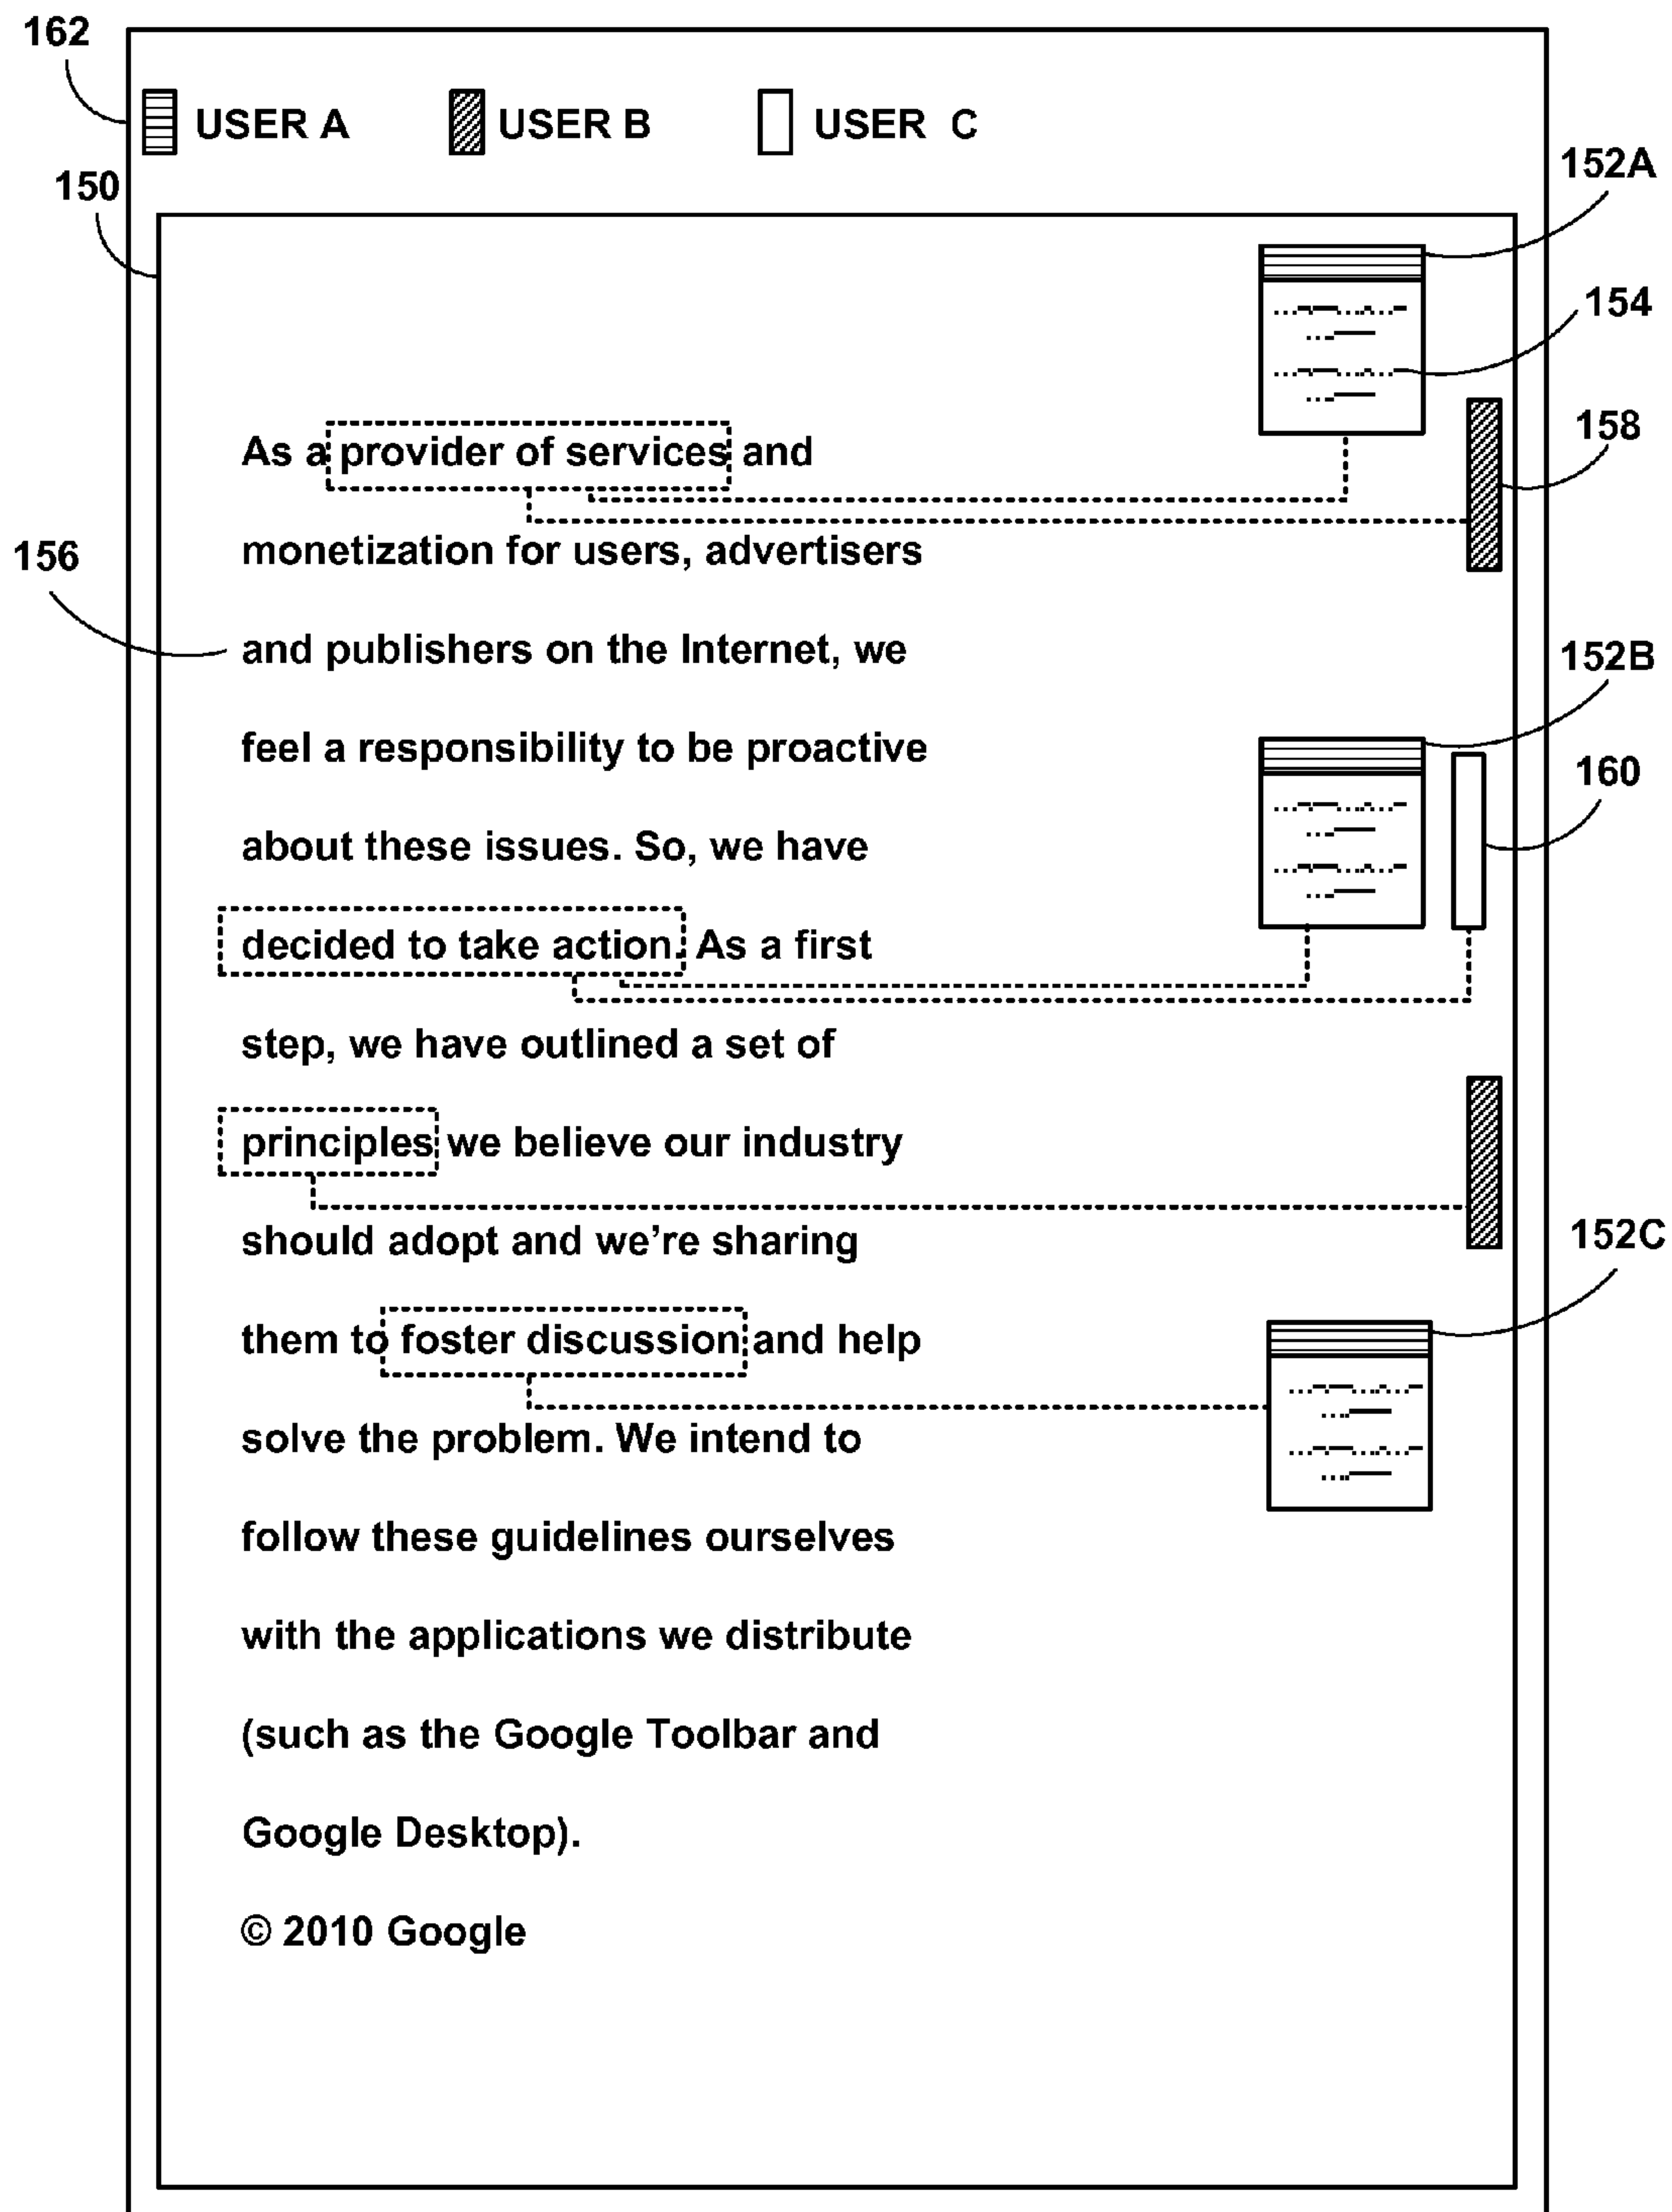 162
USER A USER B USER C
152A
150
154
158
As a provider of services and
monetization for users, advertisers
156
and publishers on the Internet, we
152B
feel a responsibility to be proactive
160
about these issues. So, we have
decided to take action. As a first
step, we have outlined a set of
principles we believe our industry
152C
should adopt and we’re sharing
them to foster discussion and help
solve the problem. We intend to
follow these guidelines ourselves
with the applications we distribute
(such as the Google Toolbar and
Google Desktop).
© 2010 Google